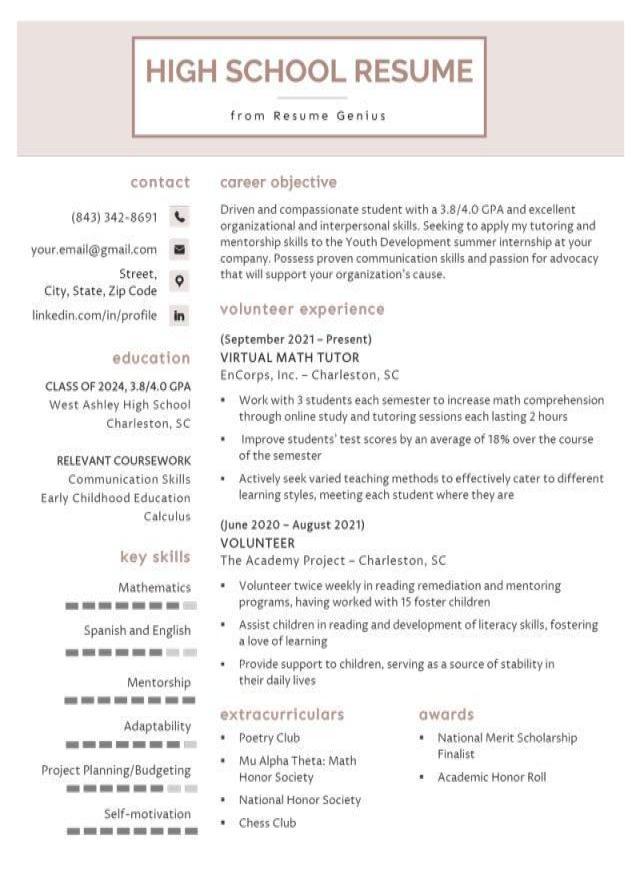 HIGH SCHOOL RESUME
from Resume Genius
contact
(843) 342-8691
your.email@gmail.com
Street,
City, State, Zip Code
linkedin.com/in/profile
in
education
CLASS OF 2024, 3.8/4.0 GPA
West Ashley High School
Charleston, SC
RELEVANT COURSEWORK
Communication Skills
Early Childhood Education
Calculus
key skills
Mathematics
Spanish and English
Mentorship
Adaptability
Project Planning/Budgeting
Self-motivation
career objective
Driven and compassionate student with a 3.8/4.0 GPA and excellent
organizational and interpersonal skills. Seeking to apply my tutoring and
mentorship skills to the Youth Development summer internship at your
company. Possess proven communication skills and passion for advocacy
that will support your organization's cause.
volunteer experience
(September 2021 – Present)
VIRTUAL MATH TUTOR
EnCorps, Inc. – Charleston, SC
▪ Work with 3 students each semester to increase math comprehension
through online study and tutoring sessions each lasting 2 hours
▪ Improve students' test scores by an average of 18% over the course
of the semester
▪ Actively seek varied teaching methods to effectively cater to different
learning styles, meeting each student where they are
(June 2020 – August 2021)
VOLUNTEER
The Academy Project – Charleston, SC
▪ Volunteer twice weekly in reading remediation and mentoring
programs, having worked with 15 foster children
▪ Assist children in reading and development of literacy skills, fostering
a love of learning
▪ Provide support to children, serving as a source of stability in
their daily lives
extracurriculars
▪ Poetry Club
▪ Mu Alpha Theta: Math
Honor Society
▪ National Honor Society
▪ Chess Club
awards
▪ National Merit Scholarship
Finalist
▪ Academic Honor Roll